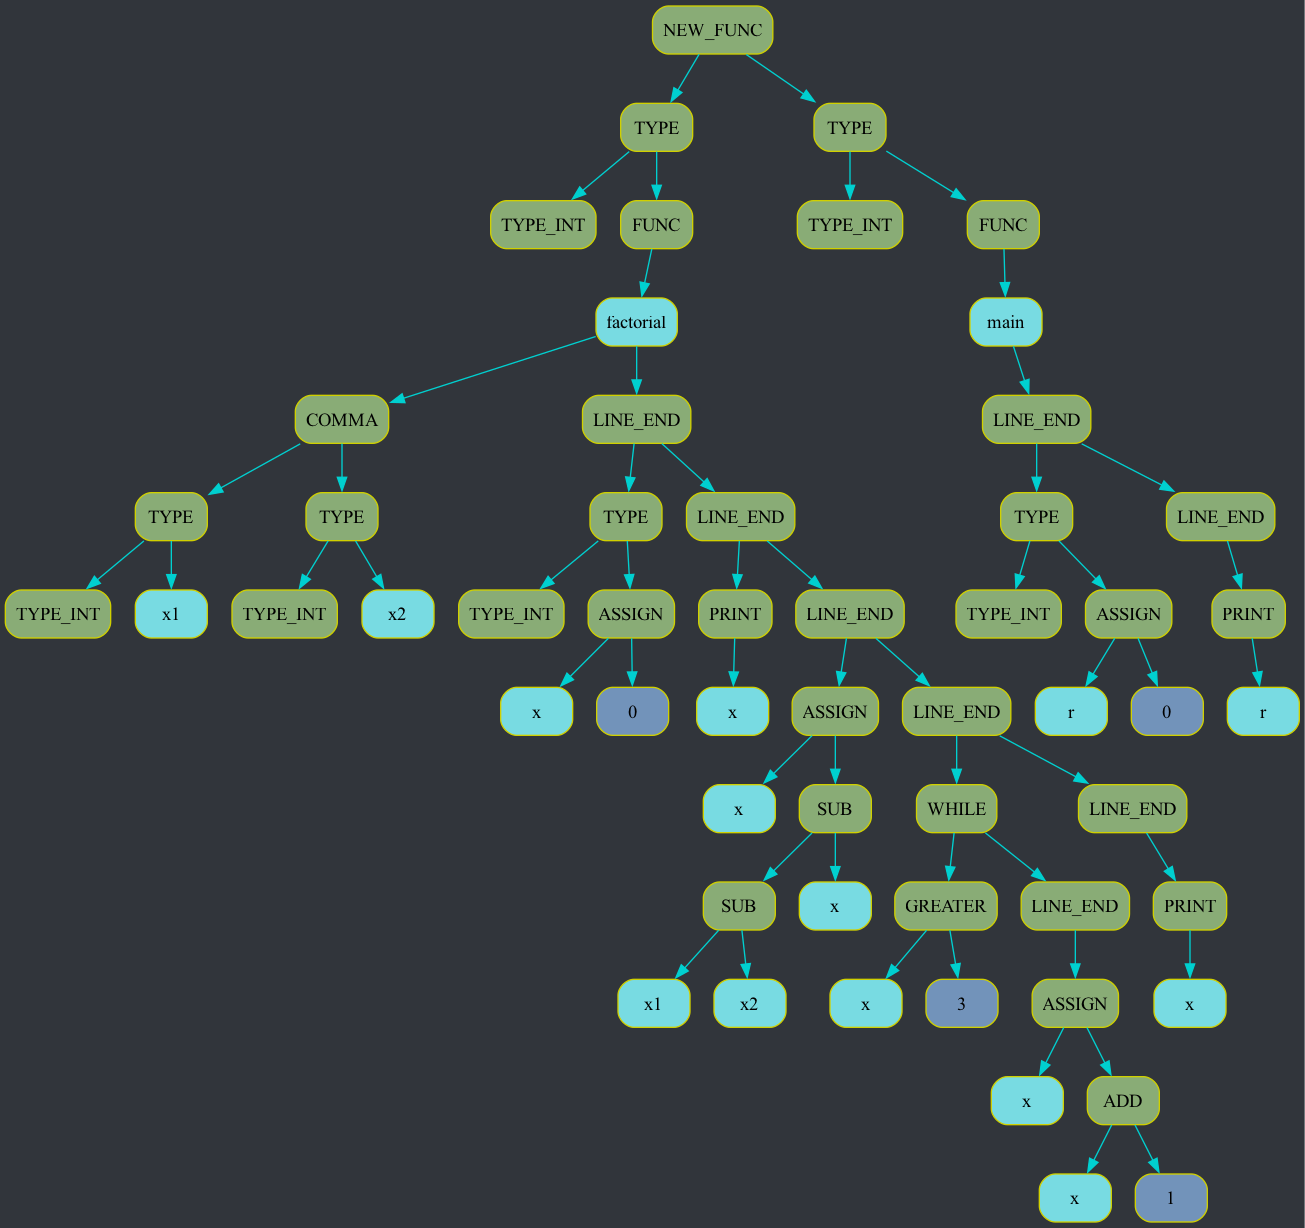 NEW_FUNC
TYPE TYPE
TYPE_INT FUNC TYPE_INT FUNC
factorial main
COMMA LINE_END LINE_END
TYPE TYPE TYPE LINE_END TYPE LINE_END
TYPE_INT x1 TYPE_INT x2 TYPE_INT ASSIGN PRINT LINE_END TYPE_INT ASSIGN PRINT
x 0 x ASSIGN LINE_END r 0 r
x SUB WHILE LINE_END
SUB x GREATER LINE_END PRINT
x1 x2 x 3 ASSIGN x
x ADD
x 1